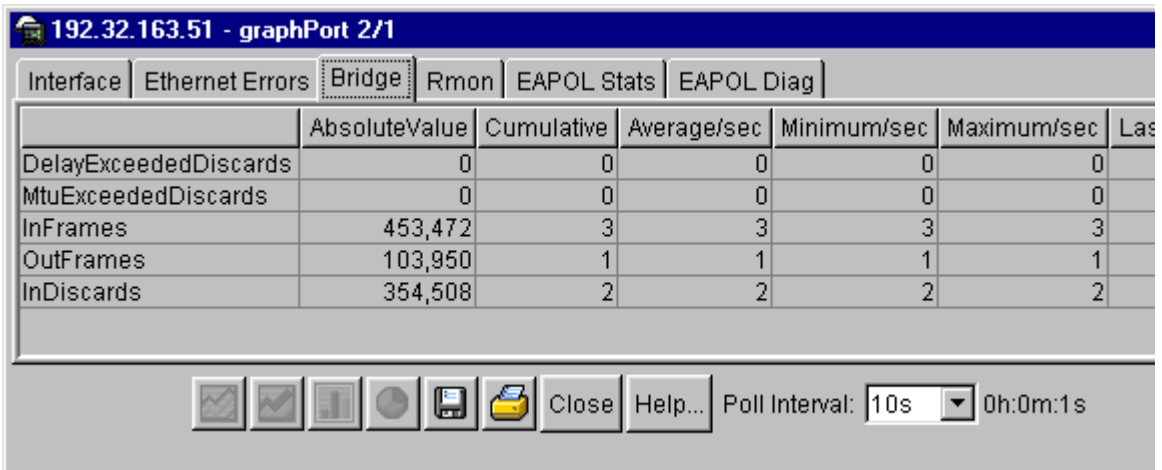 192.32.163.51 - graphPort 2/1
Interface Ethernet Errors Bridge Rmon EAPOL Stats EAPOL Diag
AbsoluteValue Cumulative Average/sec Minimum/sec Maximum/sec Las
DelayExceededDiscards 0 0 0 0 0
MtuExceededDiscards 0 0 0 0 0
InFrames 453,472 3 3 3 3
OutFrames 103,950 1 1 1 1
InDiscards 354,508 2 2 2 2
Close Help... Poll Interval: 10s 0h:0m:1s